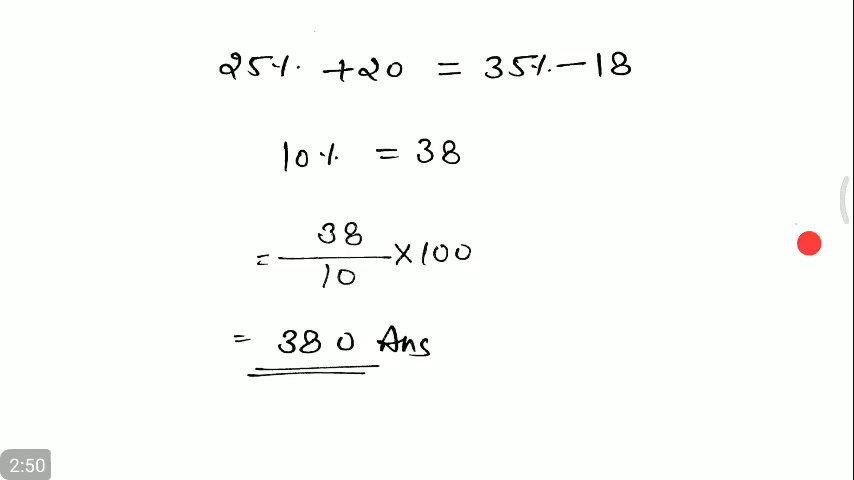 25% +20 = 35% - 18
10% = 38
= 38/10 × 100
= 380 Ans
2:50